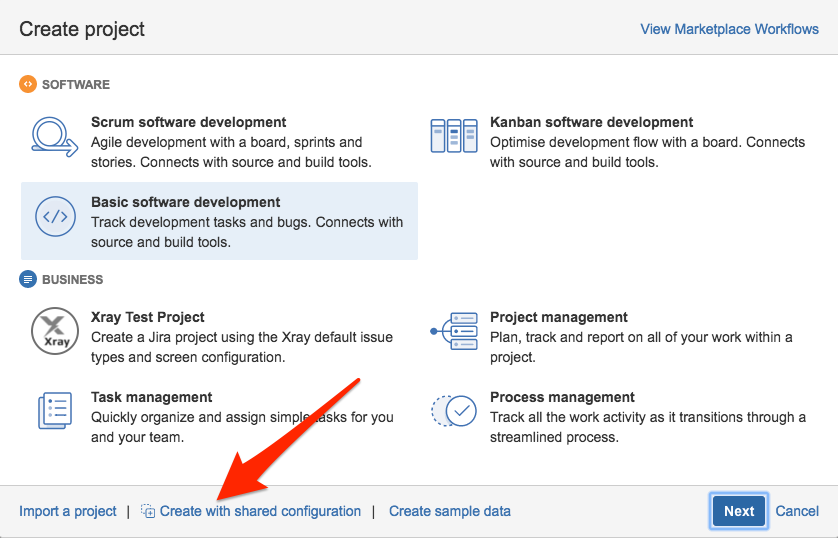 Create project
View Marketplace Workflows
SOFTWARE
Scrum software development
Agile development with a board, sprints and
stories. Connects with source and build tools.
Kanban software development
Optimise development flow with a board. Connects
with source and build tools.
Basic software development
Track development tasks and bugs. Connects with
source and build tools.
BUSINESS
Xray
Xray Test Project
Create a Jira project using the Xray default issue
types and screen configuration.
Project management
Plan, track and report on all of your work within a
project.
Task management
Quickly organize and assign simple tasks for you
and your team.
Process management
Track all the work activity as it transitions through a
streamlined process.
Import a project | Create with shared configuration | Create sample data
Next Cancel